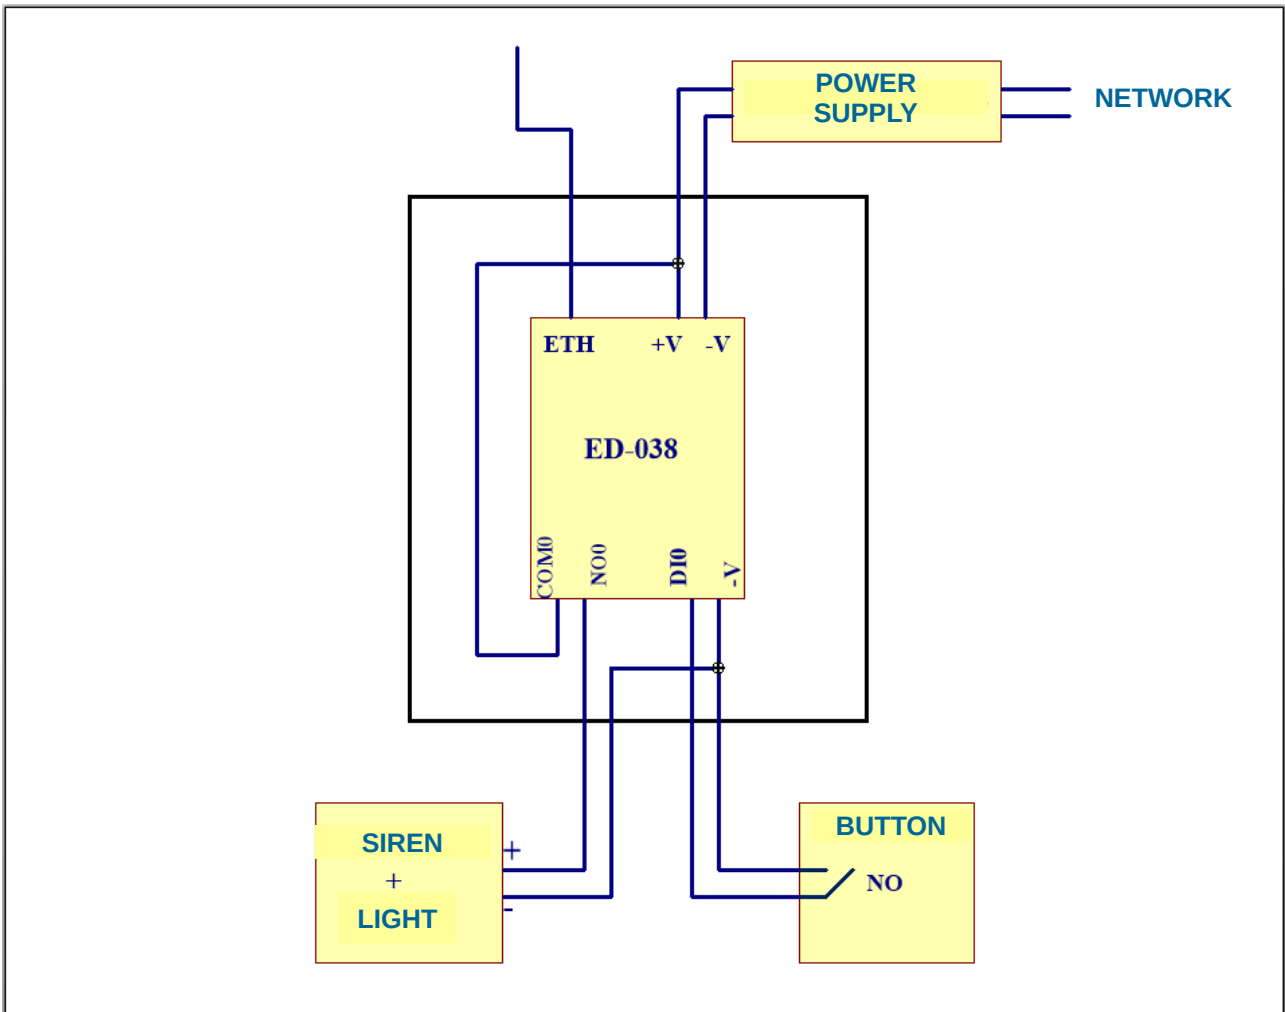 POWER
SUPPLY
NETWORK
ETH +V -V
ED-038
COM0 NO0 DI0 -V
SIREN
+
LIGHT
+
-
BUTTON
NO